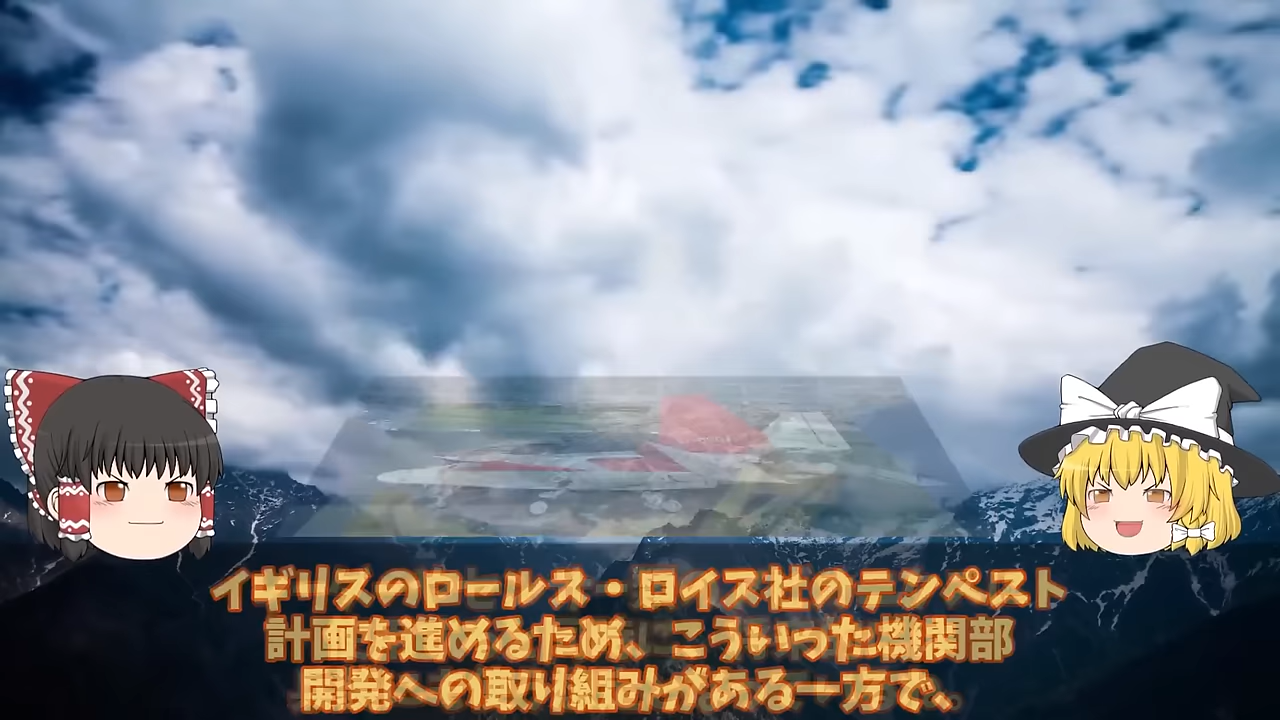 イギリスのロールス・ロイス社のテンペスト
計画を進めるため、こういった機関部
開発への取り組みがある一方で、